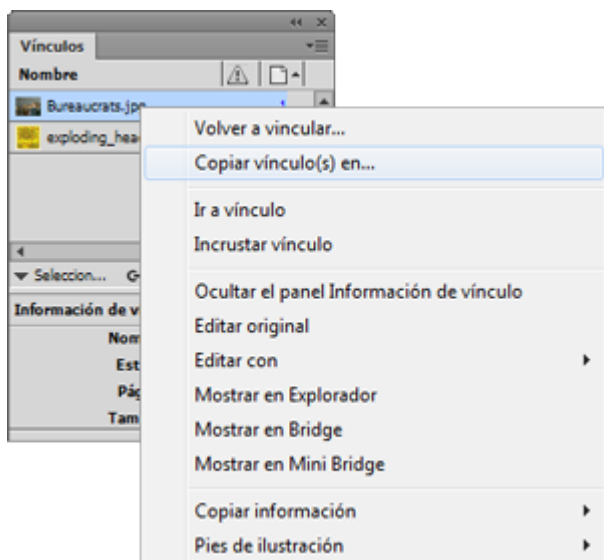 Vínculos
Nombre
Bureaucrats.jpg
exploding_hea
Volver a vincular...
Copiar vínculo(s) en...
Ir a vínculo
Incrustar vínculo
Seleccion...
Ocultar el panel Información de vínculo
Información de v
Editar original
Nom
Editar con
Est
Pág
Mostrar en Explorador
Tam
Mostrar en Bridge
Mostrar en Mini Bridge
Copiar información
Pies de ilustración